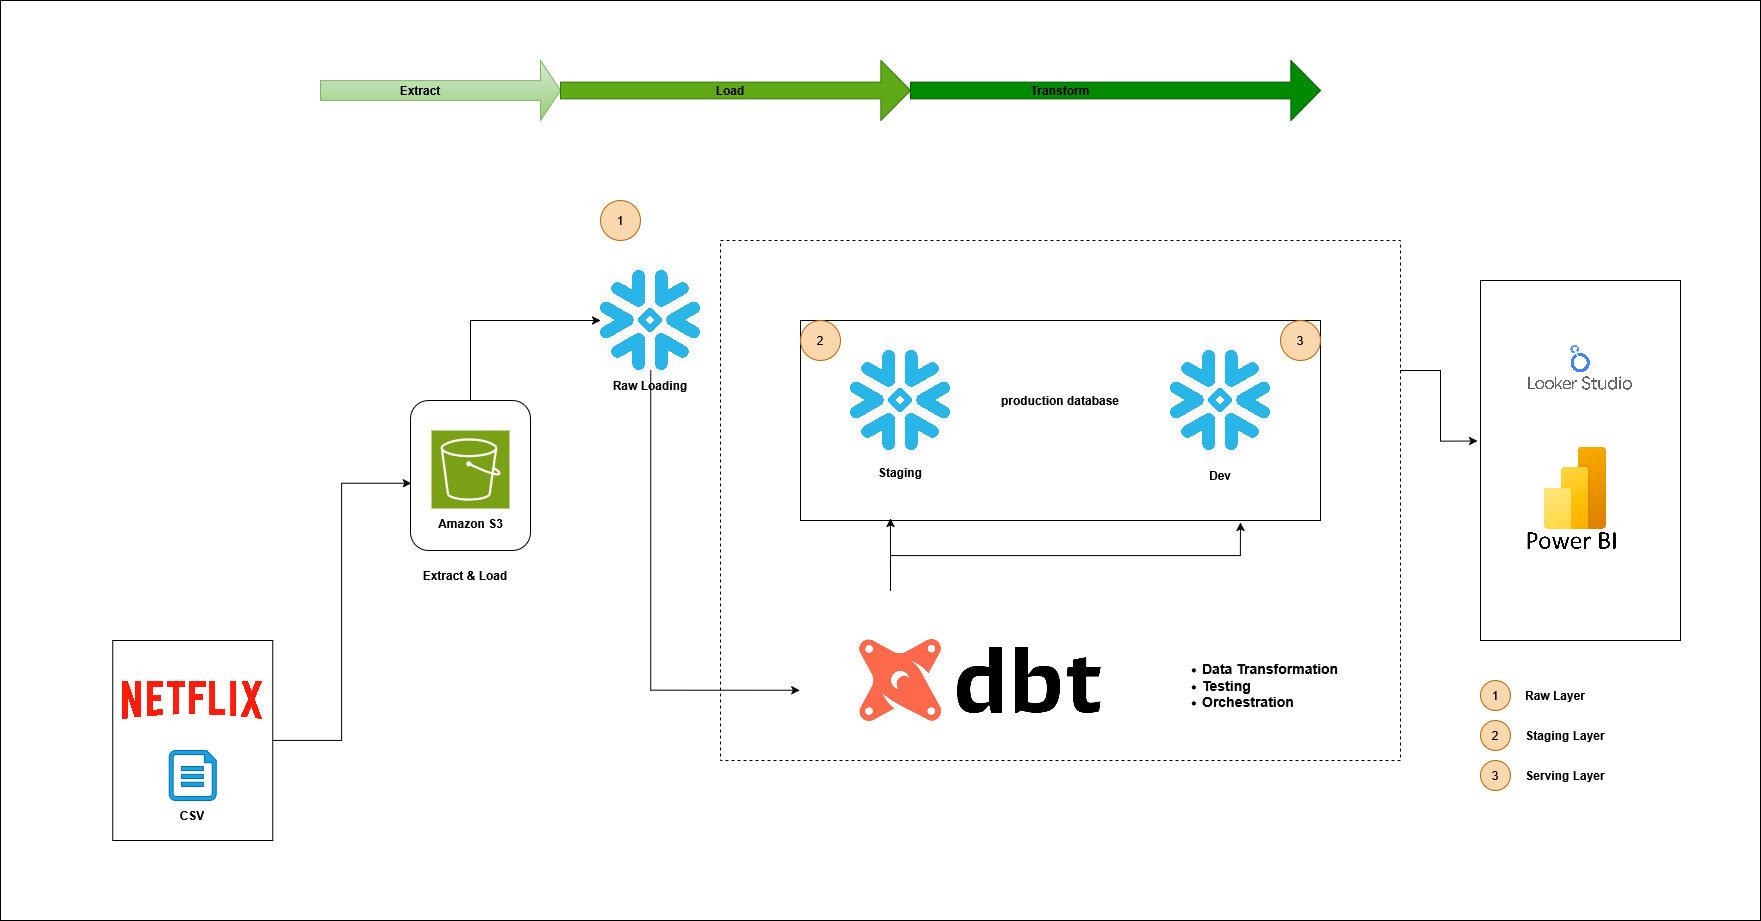 Extract
Load
Transform
1
Raw Loading
2
3
Staging
production database
Dev
Amazon S3
Extract & Load
NETFLIX
CSV
dbt
• Data Transformation
• Testing
• Orchestration
Looker Studio
Power BI
1 Raw Layer
2 Staging Layer
3 Serving Layer